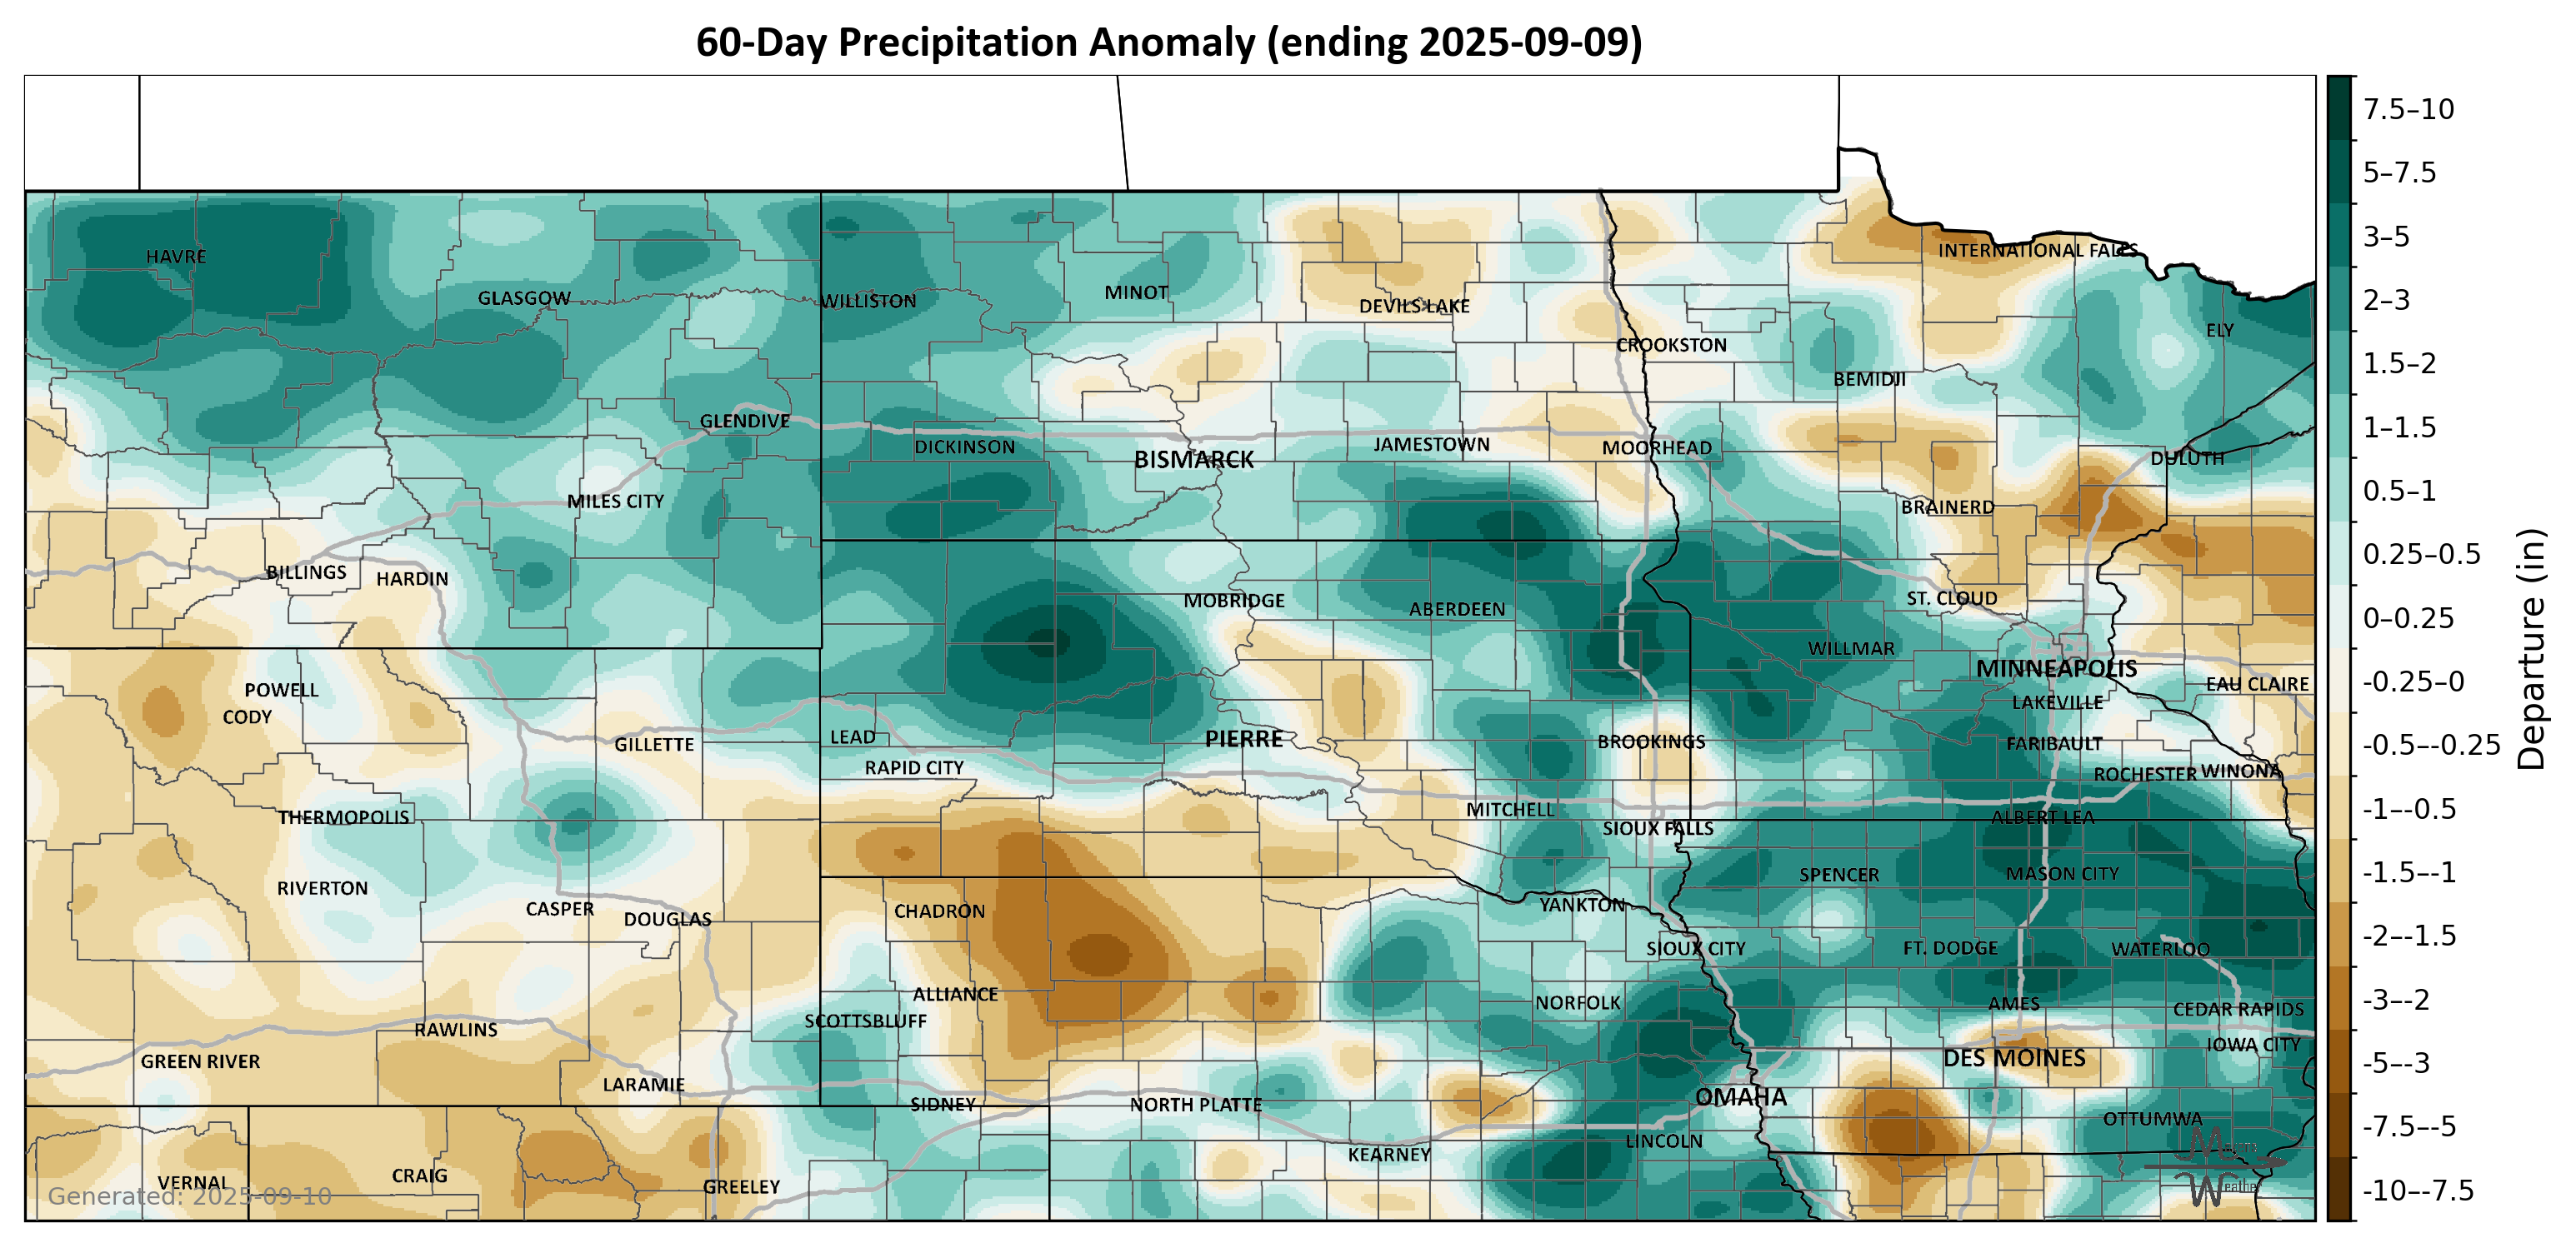 60-Day Precipitation Anomaly (ending 2025-09-09)
7.5–10
HAVRE
5–7.5
3–5
INTERNATIONAL FALLS
GLASGOW
WILLISTON
MINOT
DEVILS LAKE
2–3
ELY
CROOKSTON
1.5–2
BEMIDJI
GLENDIVE
1–1.5
DICKINSON
BISMARCK
JAMESTOWN
MOORHEAD
DULUTH
MILES CITY
BRAINERD
0.5–1
BILLINGS
HARDIN
0.25–0.5
MOBRIDGE
ABERDEEN
ST. CLOUD
0–0.25
WILLMAR
MINNEAPOLIS
Departure (in)
POWELL
EAU CLAIRE
-0.25–0
CODY
LAKEVILLE
GILLETTE
LEAD
PIERRE
BROOKINGS
FARIBAULT
-0.5–-0.25
RAPID CITY
ROCHESTER
WINONA
THERMOPOLIS
MITCHELL
ALBERT LEA
-1–-0.5
SIOUX FALLS
RIVERTON
SPENCER
MASON CITY
-1.5–-1
CASPER
DOUGLAS
CHADRON
YANKTON
SIOUX CITY
FT. DODGE
WATERLOO
-2–-1.5
ALLIANCE
NORFOLK
AMES
CEDAR RAPIDS
-3–-2
SCOTTSBLUFF
RAWLINS
GREEN RIVER
DES MOINES
IOWA CITY
-5–-3
LARAMIE
SIDNEY
NORTH PLATTE
OMAHA
OTTUMWA
-7.5–-5
KEARNEY
LINCOLN
VERNAL
CRAIG
GREELEY
-10–-7.5
Generated: 2025-09-10